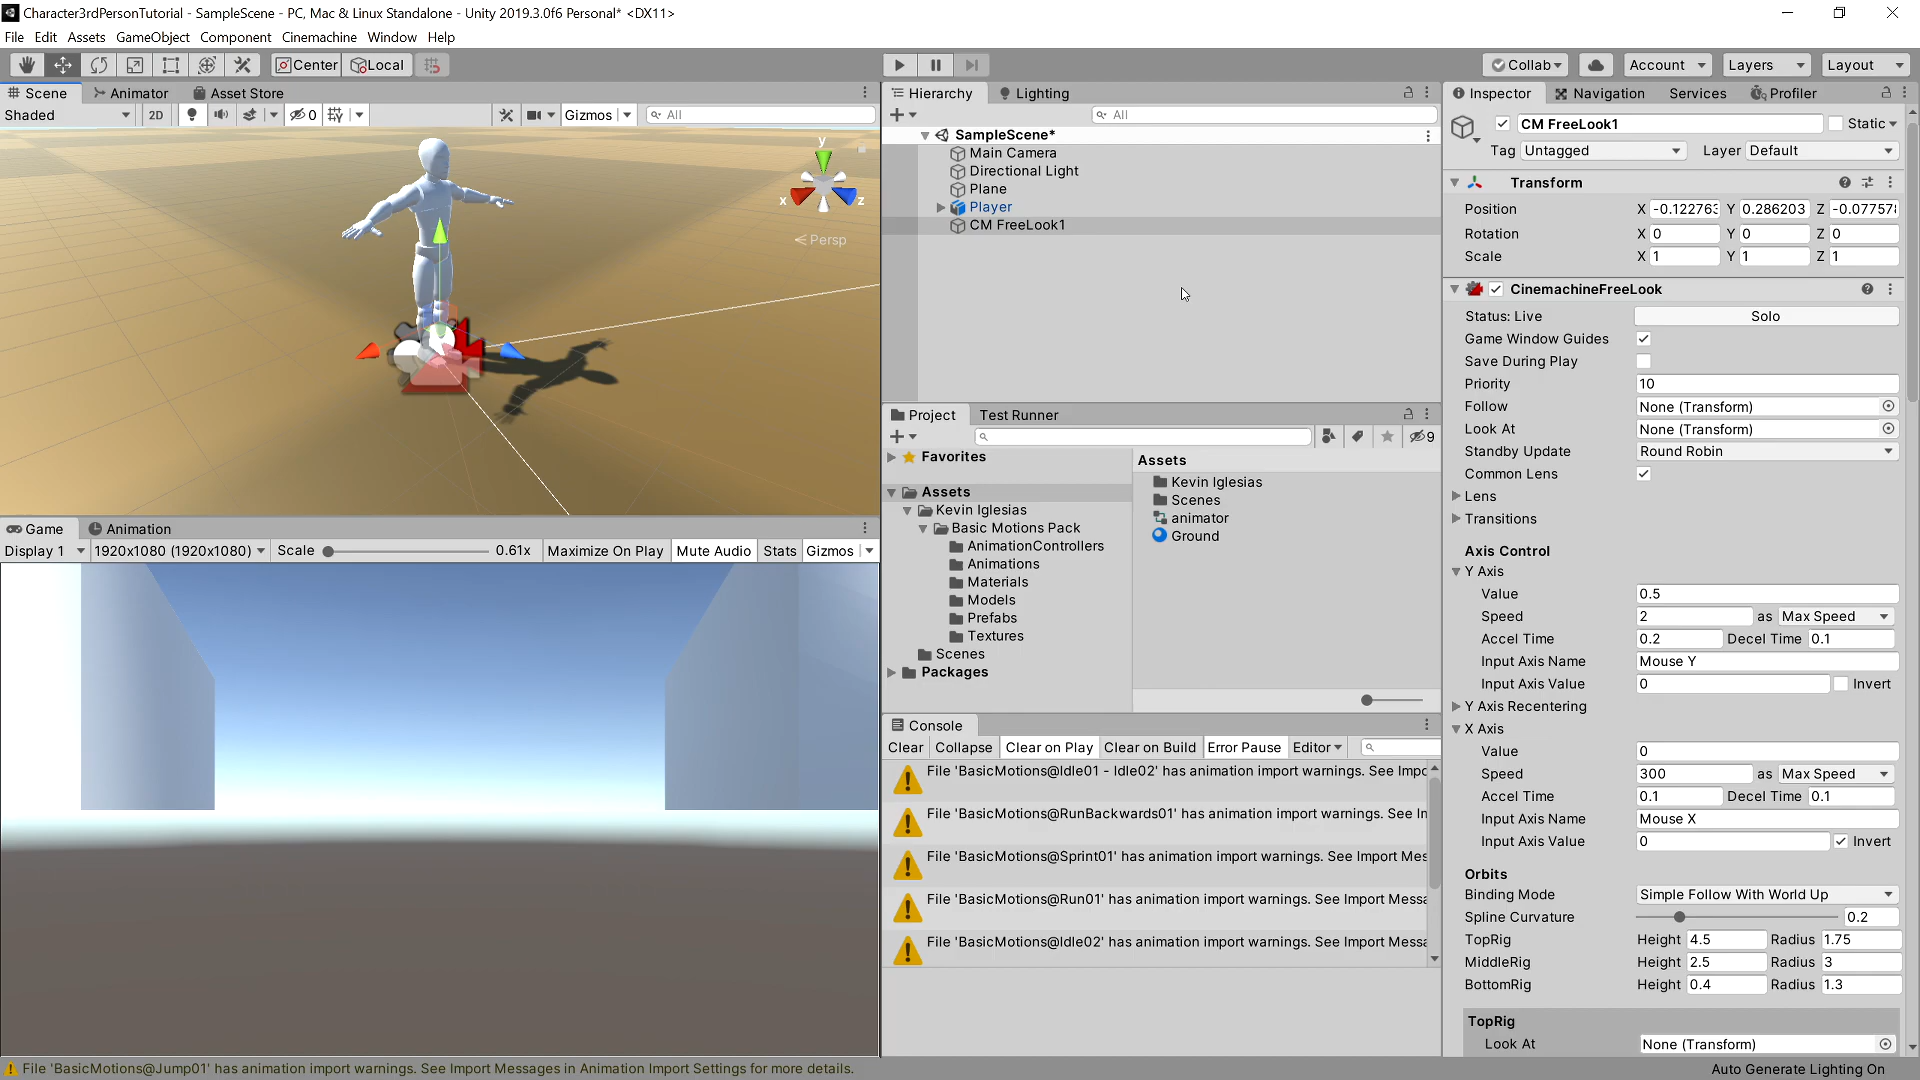 Character3rdPersonTutorial - SampleScene - PC, Mac & Linux Standalone - Unity 2019.3.0f6 Personal* <DX11>
File Edit Assets GameObject Component Cinemachine Window Help
Center Local Collab Account Layers Layout
Scene Animator Asset Store
Shaded 2D 0 Gizmos All
y
x z
Persp
Game Animation
Display 1 1920x1080 (1920x1080) Scale 0.61x Maximize On Play Mute Audio Stats Gizmos
Hierarchy Lighting
All
SampleScene*
Main Camera
Directional Light
Plane
Player
CM FreeLook1
Project Test Runner
9
Favorites
Assets
Kevin Iglesias
Basic Motions Pack
AnimationControllers
Animations
Materials
Models
Prefabs
Textures
Scenes
Packages
Assets
Kevin Iglesias
Scenes
animator
Ground
Console
Clear Collapse Clear on Play Clear on Build Error Pause Editor
File 'BasicMotions@Idle01 - Idle02' has animation import warnings. See Impo
File 'BasicMotions@RunBackwards01' has animation import warnings. See In
File 'BasicMotions@Sprint01' has animation import warnings. See Import Mes
File 'BasicMotions@Run01' has animation import warnings. See Import Messa
File 'BasicMotions@Idle02' has animation import warnings. See Import Messa
Inspector Navigation Services Profiler
CM FreeLook1 Static
Tag Untagged Layer Default
Transform
Position X -0.122763 Y 0.286203 Z -0.07757
Rotation X 0 Y 0 Z 0
Scale X 1 Y 1 Z 1
CinemachineFreeLook
Status: Live Solo
Game Window Guides
Save During Play
Priority 10
Follow None (Transform)
Look At None (Transform)
Standby Update Round Robin
Common Lens
Lens
Transitions
Axis Control
Y Axis
Value 0.5
Speed 2 as Max Speed
Accel Time 0.2 Decel Time 0.1
Input Axis Name Mouse Y
Input Axis Value 0 Invert
Y Axis Recentering
X Axis
Value 0
Speed 300 as Max Speed
Accel Time 0.1 Decel Time 0.1
Input Axis Name Mouse X
Input Axis Value 0 Invert
Orbits
Binding Mode Simple Follow With World Up
Spline Curvature 0.2
TopRig Height 4.5 Radius 1.75
MiddleRig Height 2.5 Radius 3
BottomRig Height 0.4 Radius 1.3
TopRig
Look At None (Transform)
File 'BasicMotions@Jump01' has animation import warnings. See Import Messages in Animation Import Settings for more details.
Auto Generate Lighting On